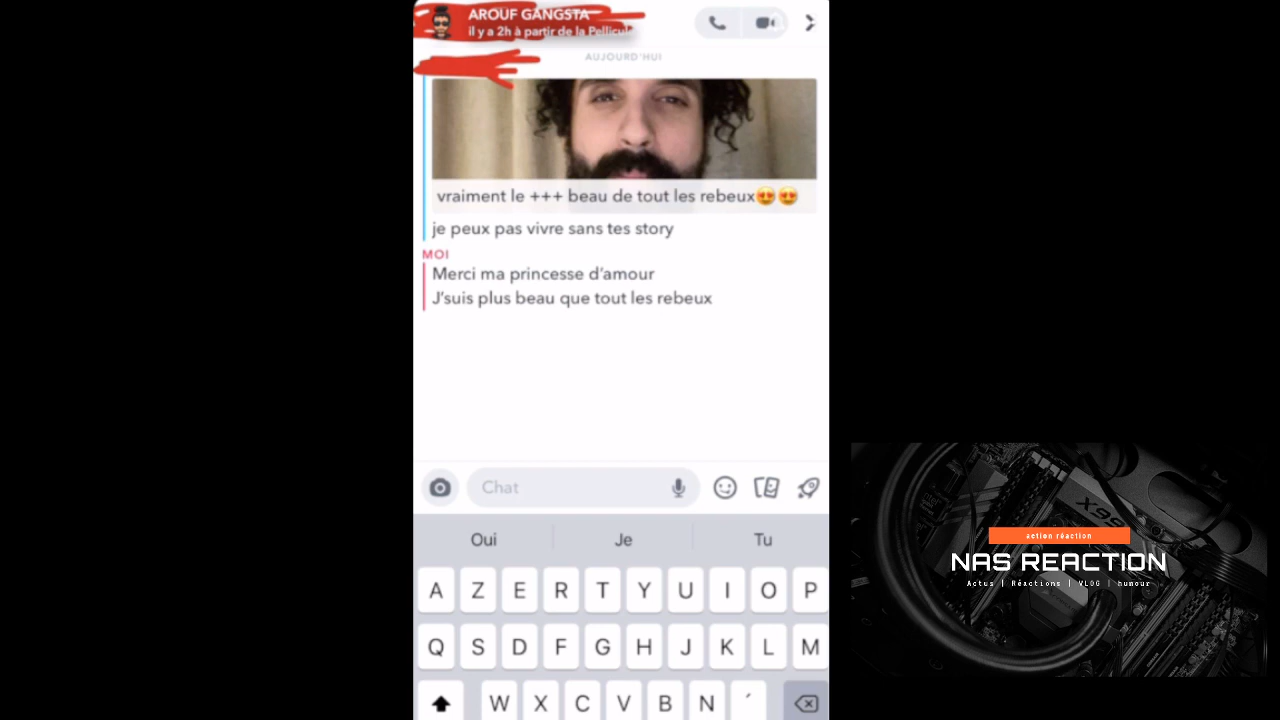 AROUF GANGSTA
il y a 2h à partir de la Pellicule
AUJOURD'HUI
vraiment le +++ beau de tout les rebeux😍😍
je peux pas vivre sans tes story
MOI
Merci ma princesse d'amour
J'suis plus beau que tout les rebeux
Chat
Oui Je Tu
A Z E R T Y U I O P
Q S D F G H J K L M
W X C V B N ´
X99
action réaction
NAS REACTION
Actus | Réactions | VLOG | humour